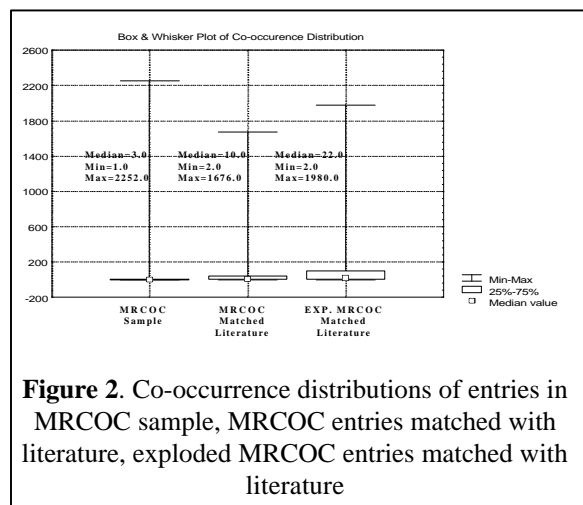 Box & Whisker Plot of Co-occurence Distribution
2600
2200
1800
1400
1000
600
200
-200
Median=3.0
Min=1.0
Max=2252.0
Median=10.0
Min=2.0
Max=1676.0
Median=22.0
Min=2.0
Max=1980.0
MRCOC
Sample
MRCOC
Matched
Literature
EXP. MRCOC
Matched
Literature
Min-Max
25%-75%
Median value
Figure 2. Co-occurrence distributions of entries in
MRCOC sample, MRCOC entries matched with
literature, exploded MRCOC entries matched with
literature